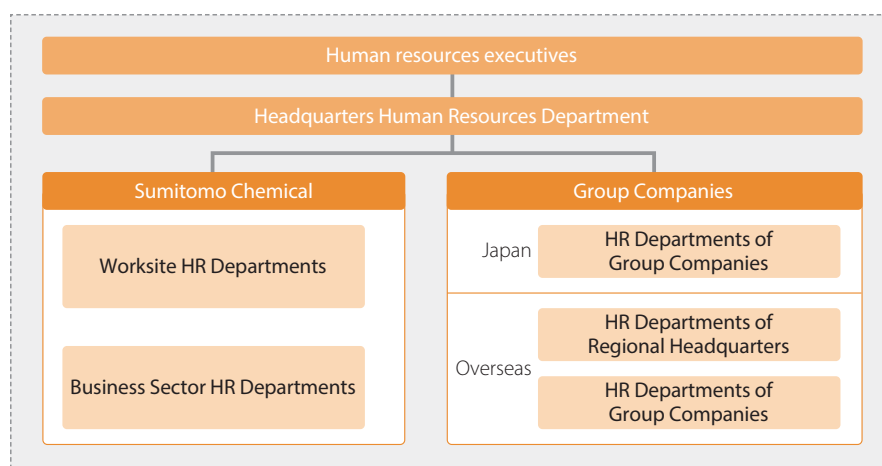 Human resources executives
Headquarters Human Resources Department
Sumitomo Chemical
Worksite HR Departments
Business Sector HR Departments
Group Companies
Japan
HR Departments of
Group Companies
Overseas
HR Departments of
Regional Headquarters
HR Departments of
Group Companies